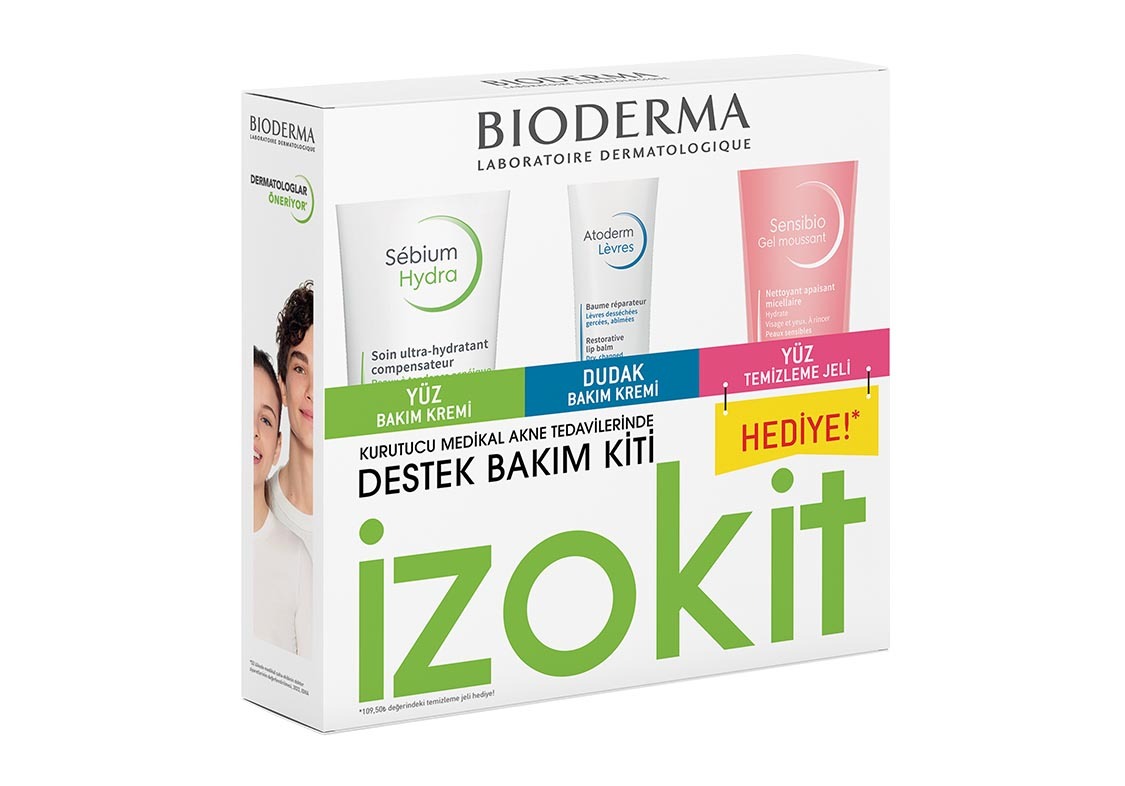 BIODERMA
LABORATOIRE DERMATOLOGIQUE
BIODERMA
LABORATOIRE DERMATOLOGIQUE
DERMATOLOGLAR
ÖNERİYOR*
BIODERMA
LABORATOIRE DERMATOLOGIQUE
Sébium
Hydra
Soin ultra-hydratant
compensateur
Atoderm
Lèvres
Baume réparateur
Lèvres desséchées
gercées, abîmées
Restorative
lip balm
Sensibio
Gel moussant
Nettoyant apaisant
micellaire
Hydrate
Visage et yeux. À rincer
Peaux sensibles
YÜZ
BAKIM KREMİ
DUDAK
BAKIM KREMİ
YÜZ
TEMİZLEME JELİ
KURUTUCU MEDİKAL AKNE TEDAVİLERİNDE
DESTEK BAKIM KİTİ
HEDİYE!*
izokit
*109,50₺ değerindeki temizleme jeli hediye!